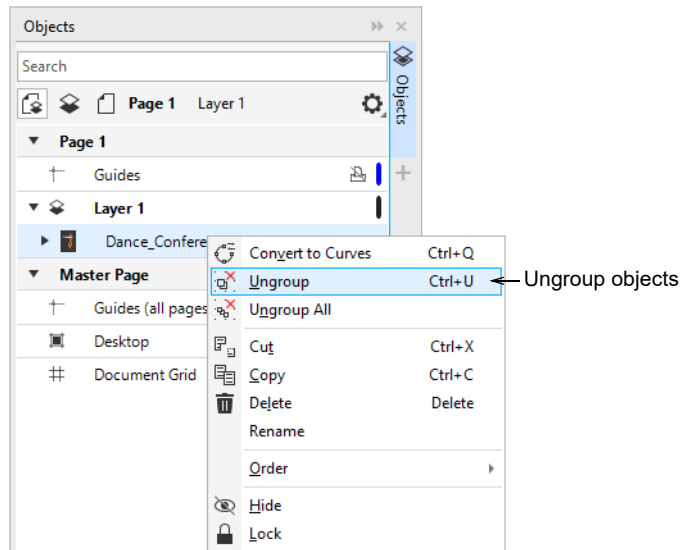 Objects
Search
Page 1 Layer 1
Objects
Page 1
Guides
Layer 1
Dance_Confere
Convert to Curves Ctrl+Q
Ungroup Ctrl+U
Ungroup objects
Ungroup All
Master Page
Guides (all pages
Desktop
Cut Ctrl+X
Document Grid
Copy Ctrl+C
Delete Delete
Rename
Order
Hide
Lock